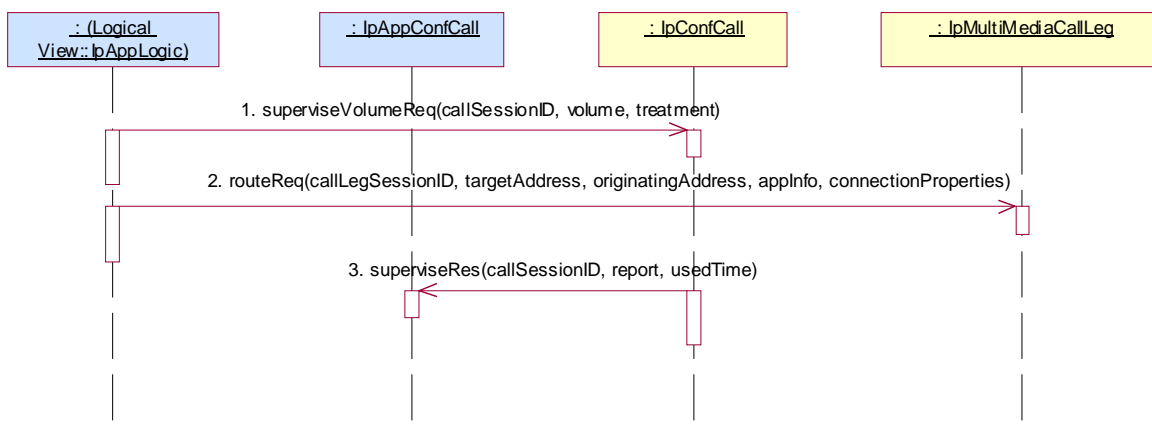 : (Logical
View::IpAppLogic)
: IpAppConfCall
: IpConfCall
: IpMultiMediaCallLeg
1. superviseVolumeReq(callSessionID, volume, treatment)
2. routeReq(callLegSessionID, targetAddress, originatingAddress, appInfo, connectionProperties)
3. superviseRes(callSessionID, report, usedTime)